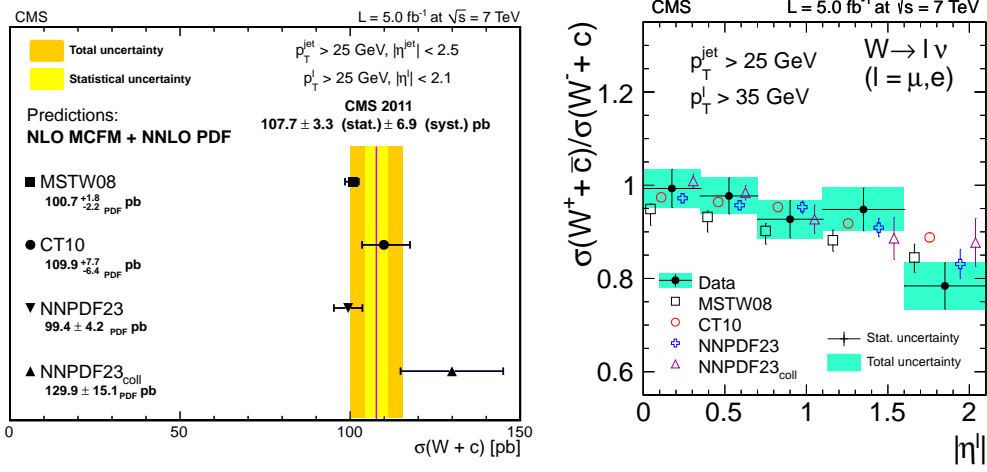 CMS
L = 5.0 fb⁻¹ at √s = 7 TeV
Total uncertainty
Statistical uncertainty
p_T^jet > 25 GeV, |η^jet| < 2.5
p_T^l > 25 GeV, |η^l| < 2.1
CMS 2011
107.7 ± 3.3 (stat.) ± 6.9 (syst.) pb
Predictions:
NLO MCFM + NNLO PDF
MSTW08
100.7 +1.8 -2.2 PDF pb
CT10
109.9 +7.7 -6.4 PDF pb
NNPDF23
99.4 ± 4.2 PDF pb
NNPDF23coll
129.9 ± 15.1 PDF pb
0 50 100 150
σ(W + c) [pb]
CMS
L = 5.0 fb⁻¹ at √s = 7 TeV
σ(W⁺ + c̄)/σ(W⁻ + c)
p_T^jet > 25 GeV
p_T^l > 35 GeV
W → l ν
(l = μ,e)
1.2
1
0.8
0.6
Data
MSTW08
CT10
NNPDF23
NNPDF23coll
Stat. uncertainty
Total uncertainty
0 0.5 1 1.5 2
|η^l|